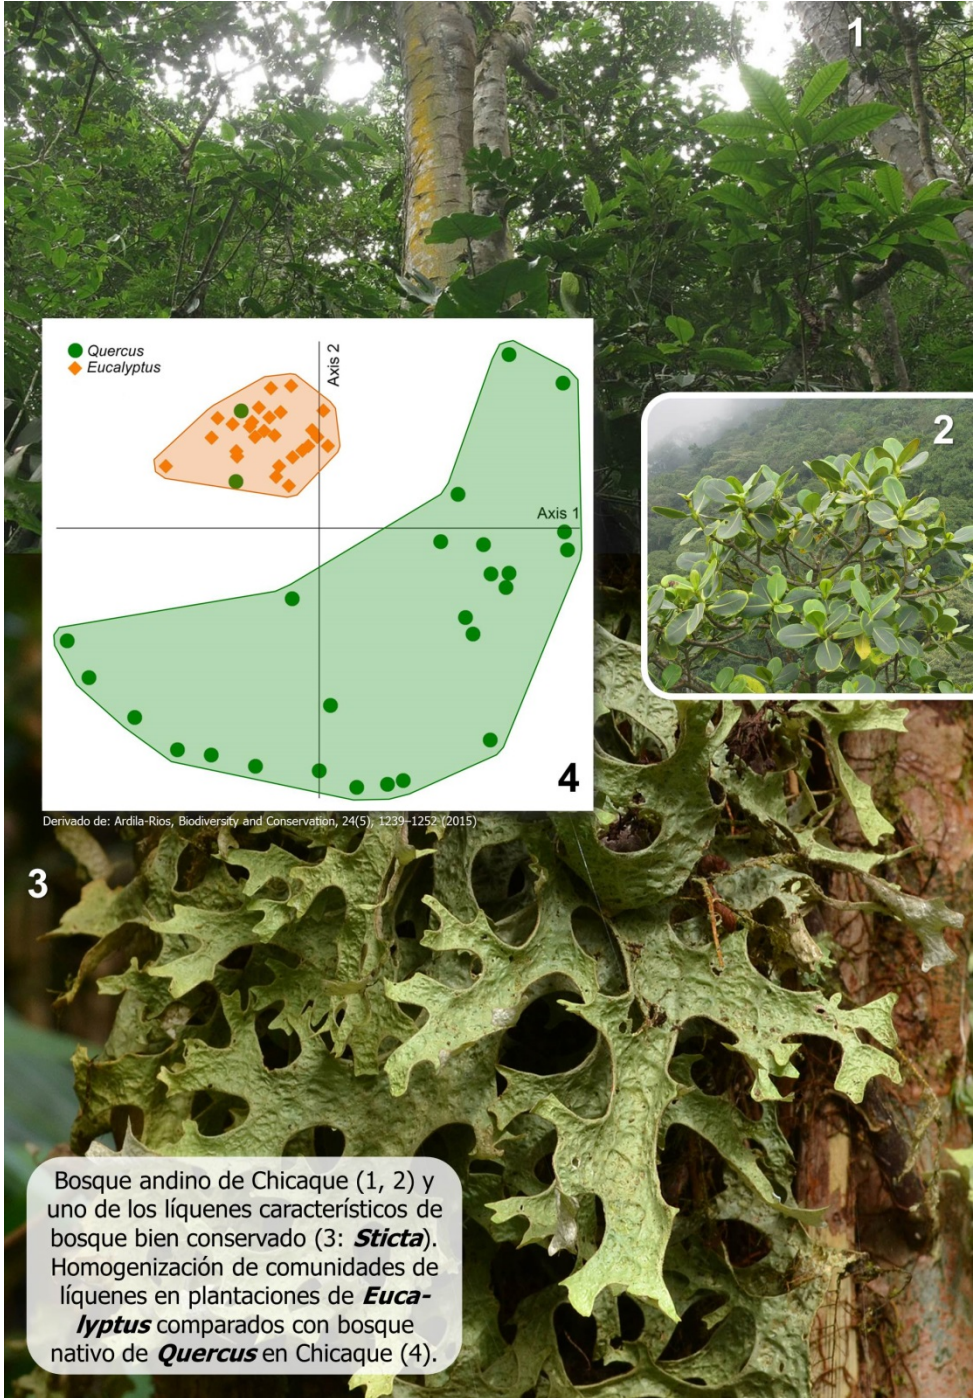 1
Quercus
Eucalyptus
Axis 2
2
Axis 1
4
Derivado de: Ardila-Rios, Biodiversity and Conservation, 24(5), 1239–1252 (2015)
3
Bosque andino de Chicaque (1, 2) y
uno de los líquenes característicos de
bosque bien conservado (3: Sticta).
Homogenización de comunidades de
líquenes en plantaciones de Euca-
lyptus comparados con bosque
nativo de Quercus en Chicaque (4).